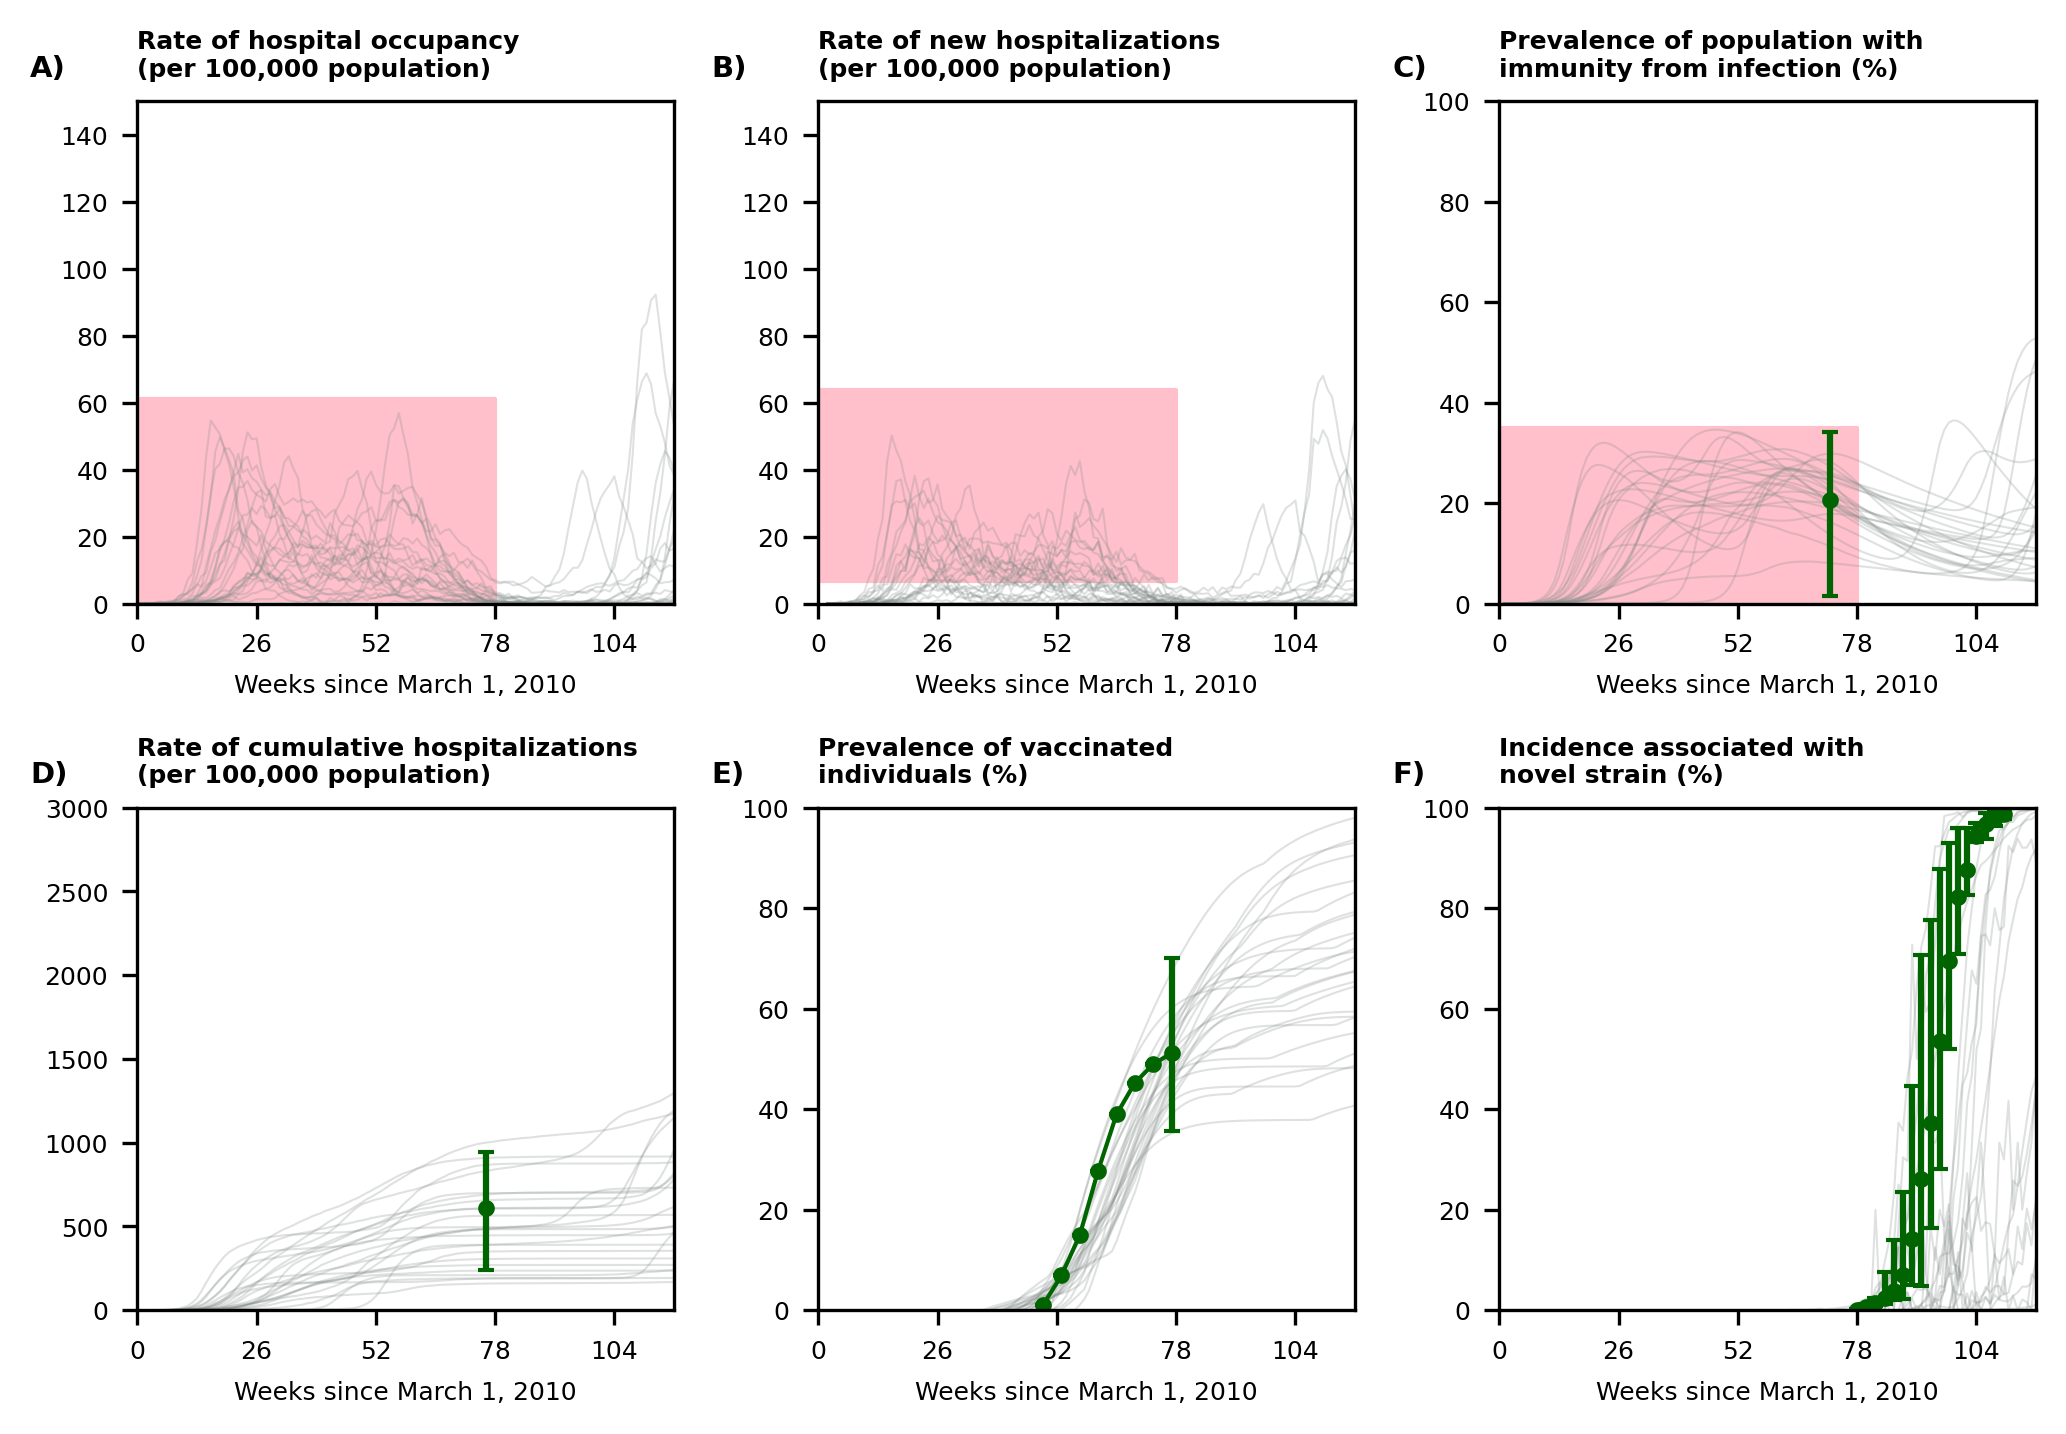 A)
Rate of hospital occupancy
(per 100,000 population)
140
120
100
80
60
40
20
0
0 26 52 78 104
Weeks since March 1, 2010
B)
Rate of new hospitalizations
(per 100,000 population)
140
120
100
80
60
40
20
0
0 26 52 78 104
Weeks since March 1, 2010
C)
Prevalence of population with
immunity from infection (%)
100
80
60
40
20
0
0 26 52 78 104
Weeks since March 1, 2010
D)
Rate of cumulative hospitalizations
(per 100,000 population)
3000
2500
2000
1500
1000
500
0
0 26 52 78 104
Weeks since March 1, 2010
E)
Prevalence of vaccinated
individuals (%)
100
80
60
40
20
0
0 26 52 78 104
Weeks since March 1, 2010
F)
Incidence associated with
novel strain (%)
100
80
60
40
20
0
0 26 52 78 104
Weeks since March 1, 2010